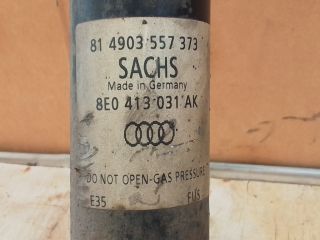 81 4903 557 373
SACHS
Made in Germany
8E0 413 031 AK
DO NOT OPEN-GAS PRESSURE
E35